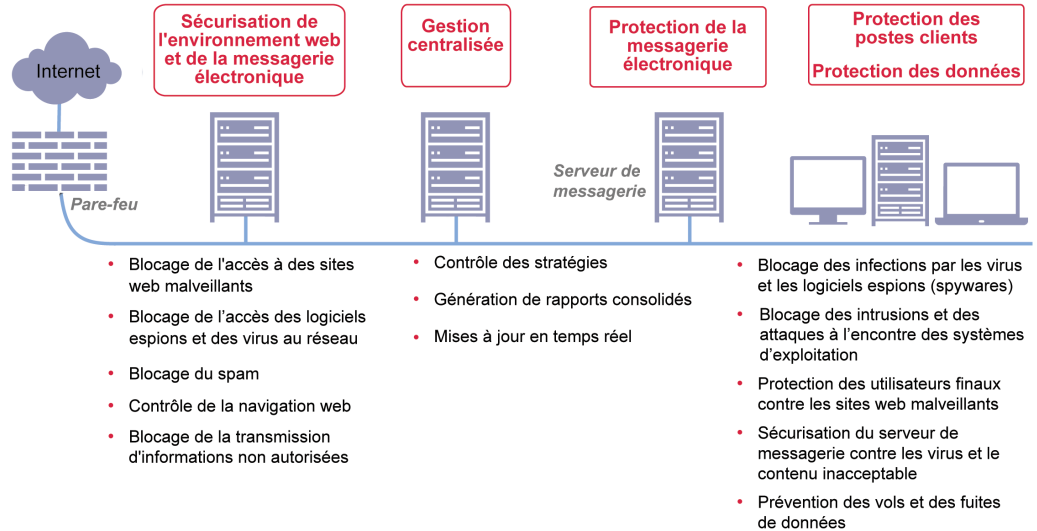 Internet
Pare-feu
Sécurisation de
l'environnement web
et de la messagerie
électronique
Gestion
centralisée
Protection de la
messagerie
électronique
Protection des
postes clients
Protection des données
Serveur de
messagerie
• Blocage de l'accès à des sites
web malveillants
• Blocage de l’accès des logiciels
espions et des virus au réseau
• Blocage du spam
• Contrôle de la navigation web
• Blocage de la transmission
d'informations non autorisées
• Contrôle des stratégies
• Génération de rapports consolidés
• Mises à jour en temps réel
• Blocage des infections par les virus
et les logiciels espions (spywares)
• Blocage des intrusions et des
attaques à l’encontre des systèmes
d’exploitation
• Protection des utilisateurs finaux
contre les sites web malveillants
• Sécurisation du serveur de
messagerie contre les virus et le
contenu inacceptable
• Prévention des vols et des fuites
de données